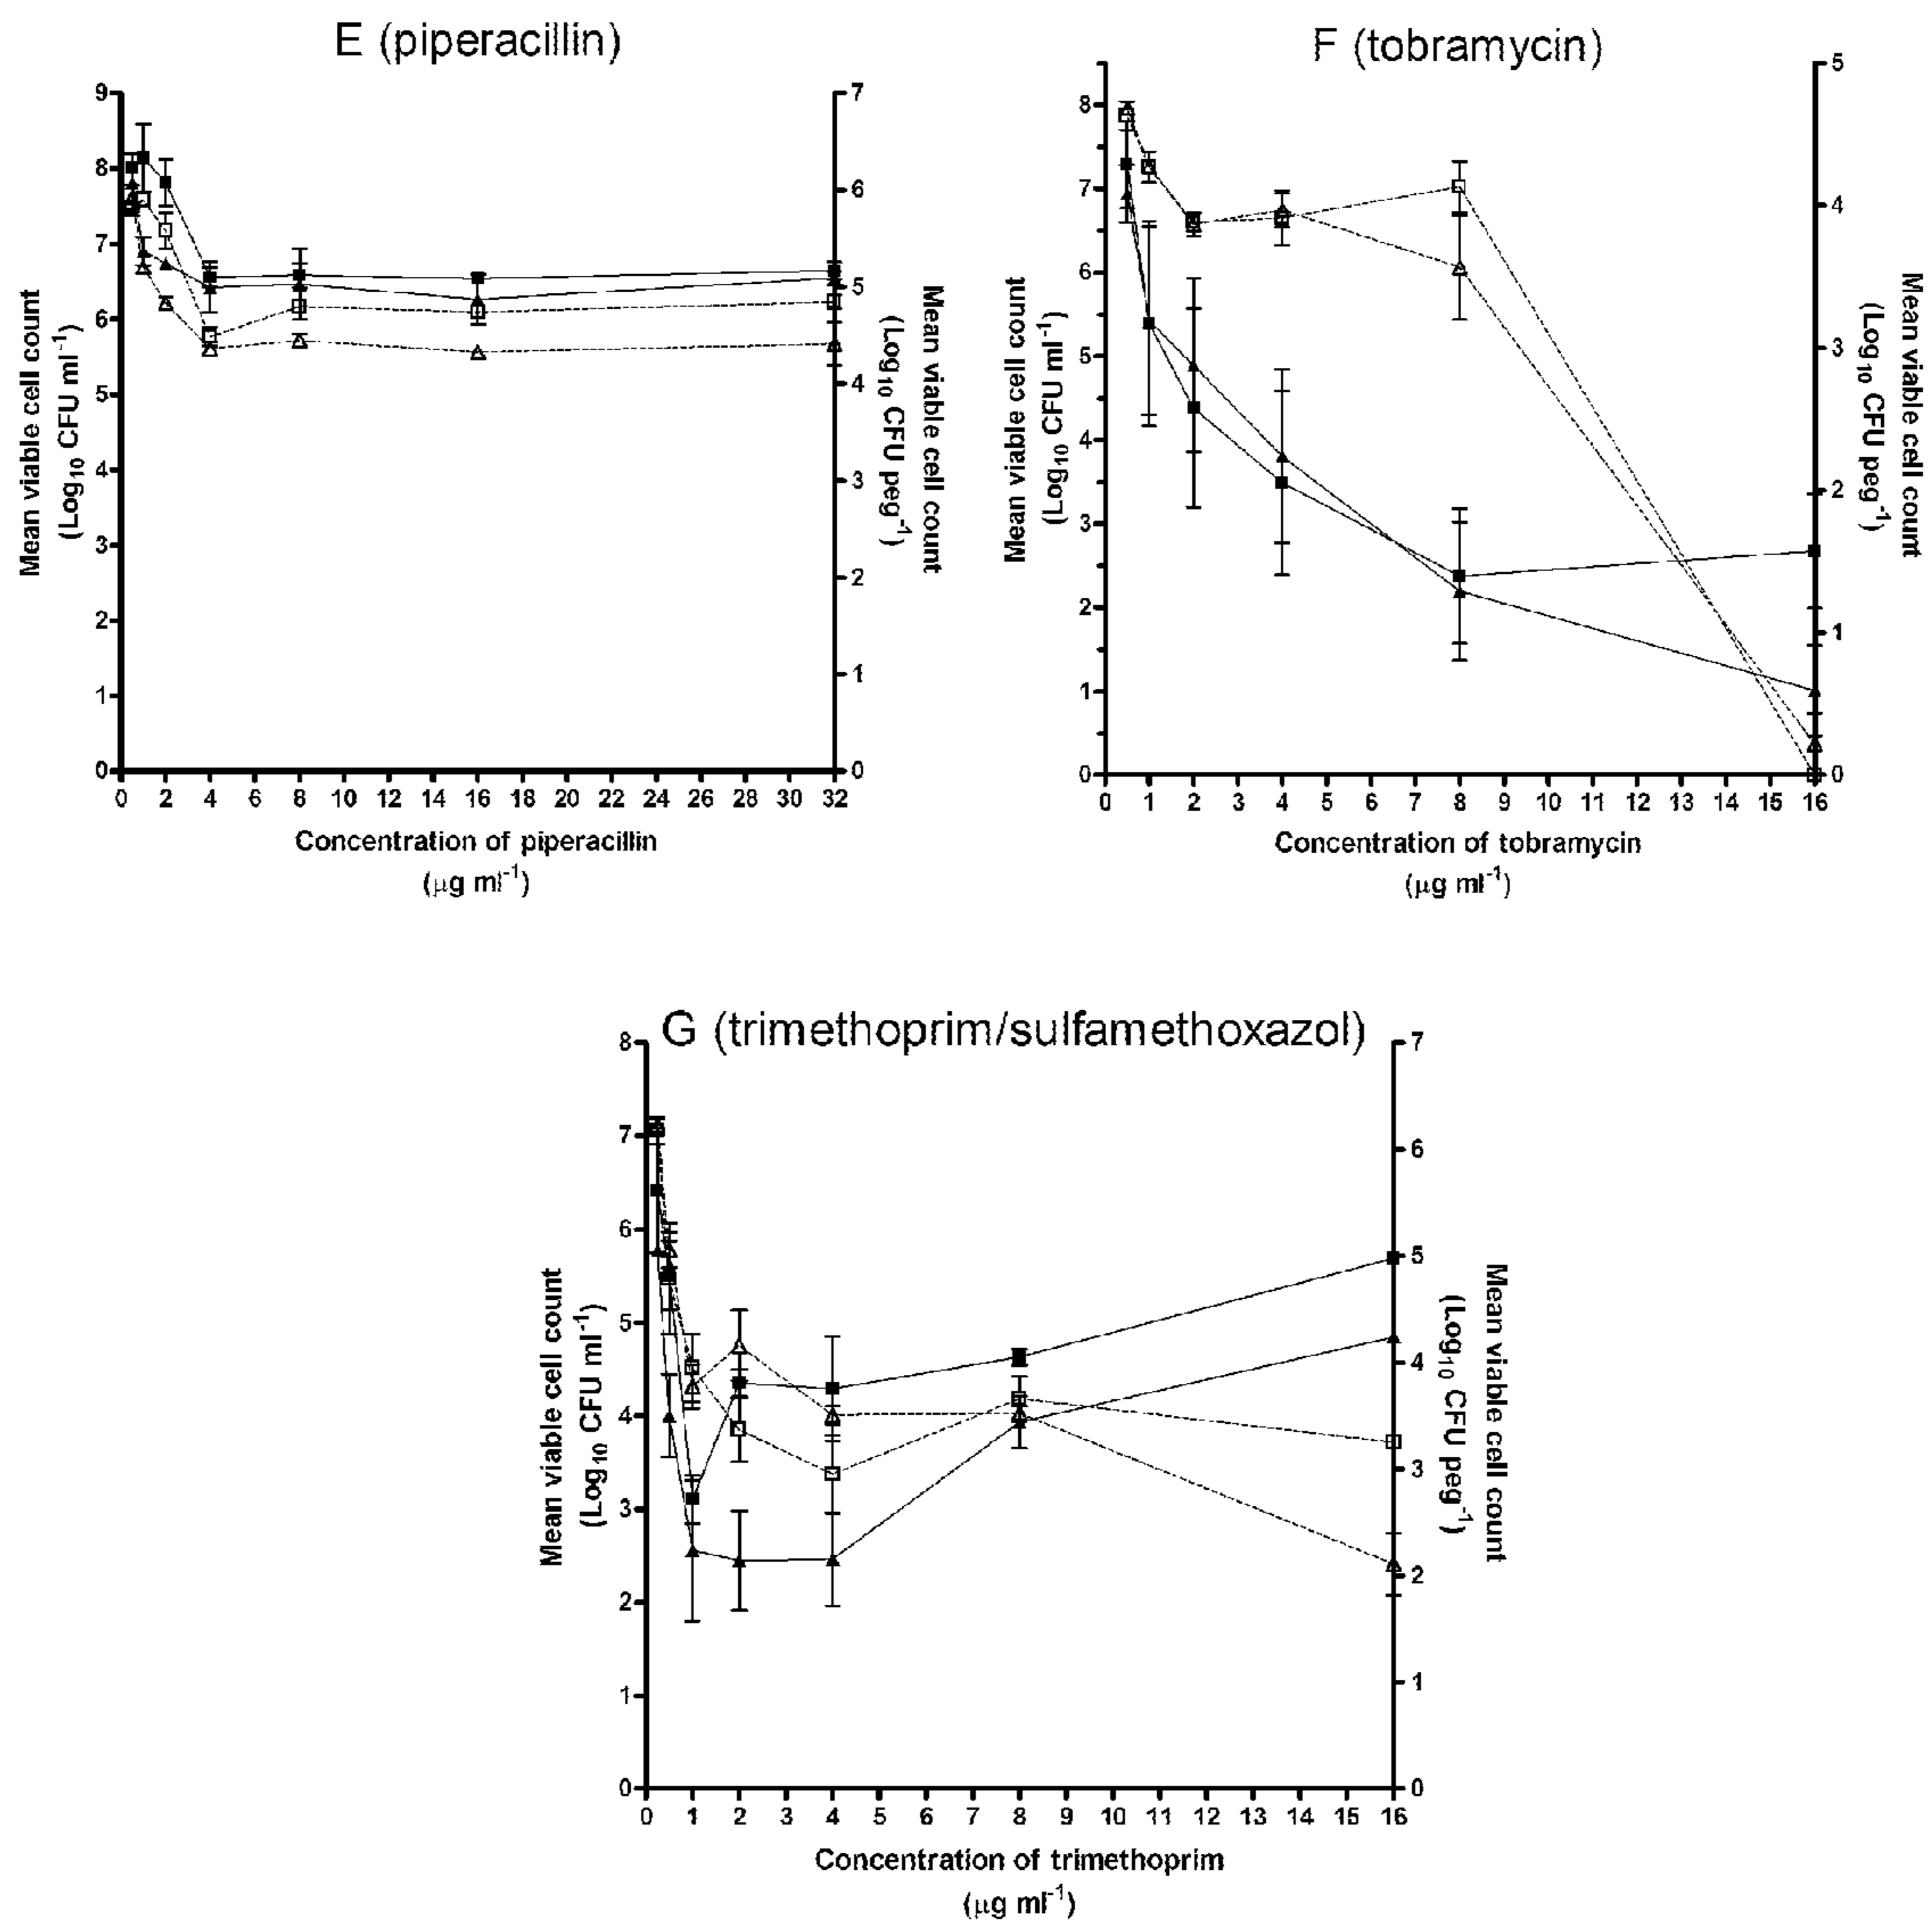 E (piperacillin)
9
8
7
6
5
4
3
2
1
0
7
6
5
4
3
2
1
0
0 2 4 6 8 10 12 14 16 18 20 22 24 26 28 30 32
Mean viable cell count
(Log10 CFU ml-1)
Mean viable cell count
(Log10 CFU peg-1)
Concentration of piperacillin
(µg ml-1)
F (tobramycin)
8
7
6
5
4
3
2
1
0
5
4
3
2
1
0
0 1 2 3 4 5 6 7 8 9 10 11 12 13 14 15 16
Mean viable cell count
(Log10 CFU ml-1)
Mean viable cell count
(Log10 CFU peg-1)
Concentration of tobramycin
(µg ml-1)
G (trimethoprim/sulfamethoxazol)
8
7
6
5
4
3
2
1
0
7
6
5
4
3
2
1
0
0 1 2 3 4 5 6 7 8 9 10 11 12 13 14 15 16
Mean viable cell count
(Log10 CFU ml-1)
Mean viable cell count
(Log10 CFU peg-1)
Concentration of trimethoprim
(µg ml-1)